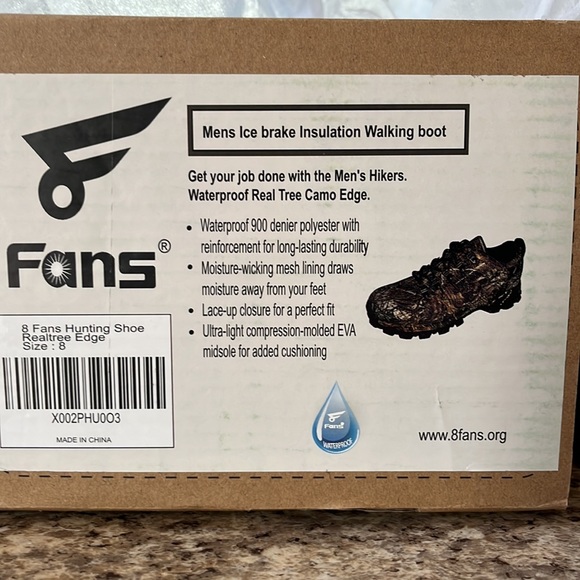 Mens Ice brake Insulation Walking boot
Get your job done with the Men's Hikers.
Waterproof Real Tree Camo Edge.
• Waterproof 900 denier polyester with
reinforcement for long-lasting durability
• Moisture-wicking mesh lining draws
moisture away from your feet
• Lace-up closure for a perfect fit
• Ultra-light compression-molded EVA
midsole for added cushioning
Fans®
8 Fans Hunting Shoe
Realtree Edge
Size : 8
X002PHU0O3
MADE IN CHINA
Fans
WATERPROOF
www.8fans.org